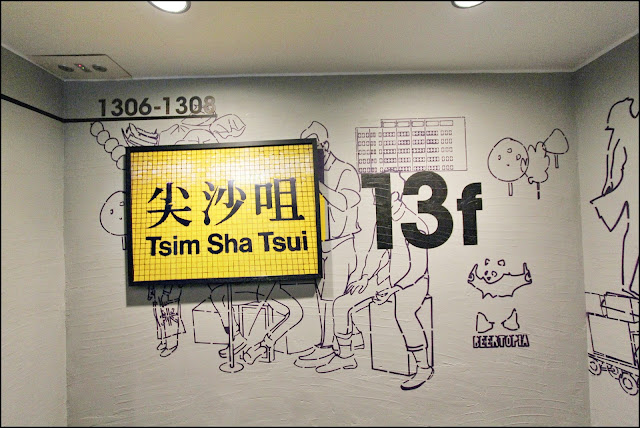 1306-1308
尖沙咀
Tsim Sha Tsui
13f
BEERTOPIA